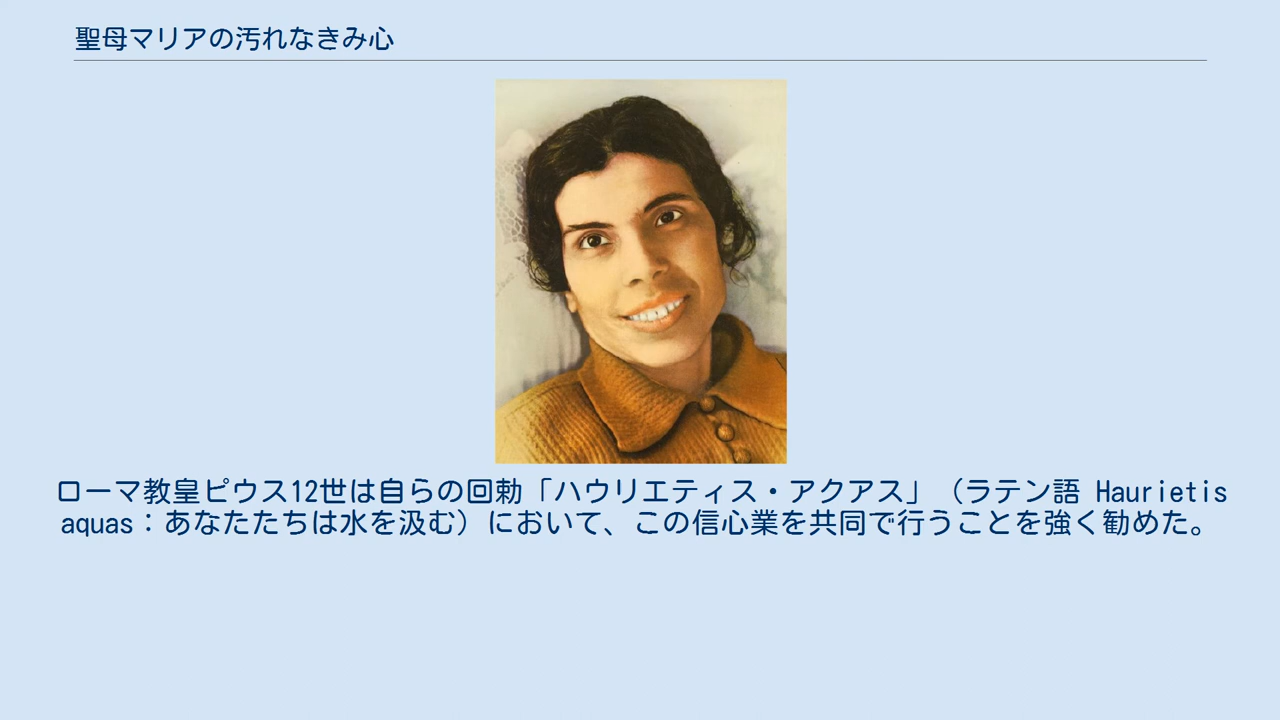 聖母マリアの汚れなきみ心
ローマ教皇ピウス12世は自らの回勅「ハウリエティス・アクアス」（ラテン語 Haurietis
aquas：あなたたちは水を汲む）において、この信心業を共同で行うことを強く勧めた。